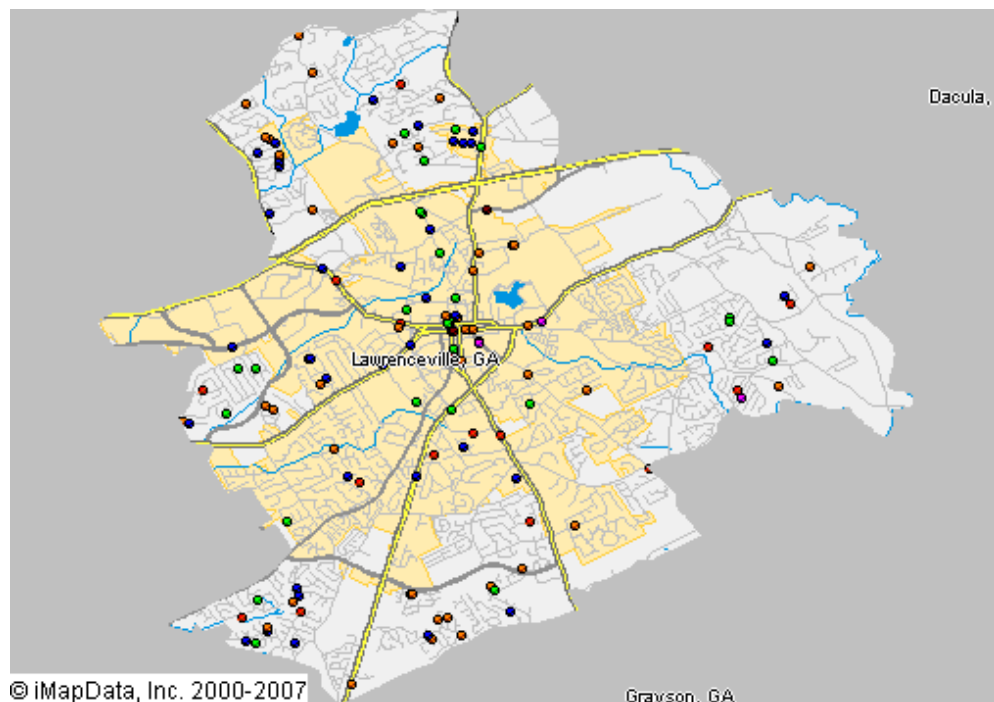 Dacula,
Lawrenceville, GA
© iMapData, Inc. 2000-2007
Grayson, GA